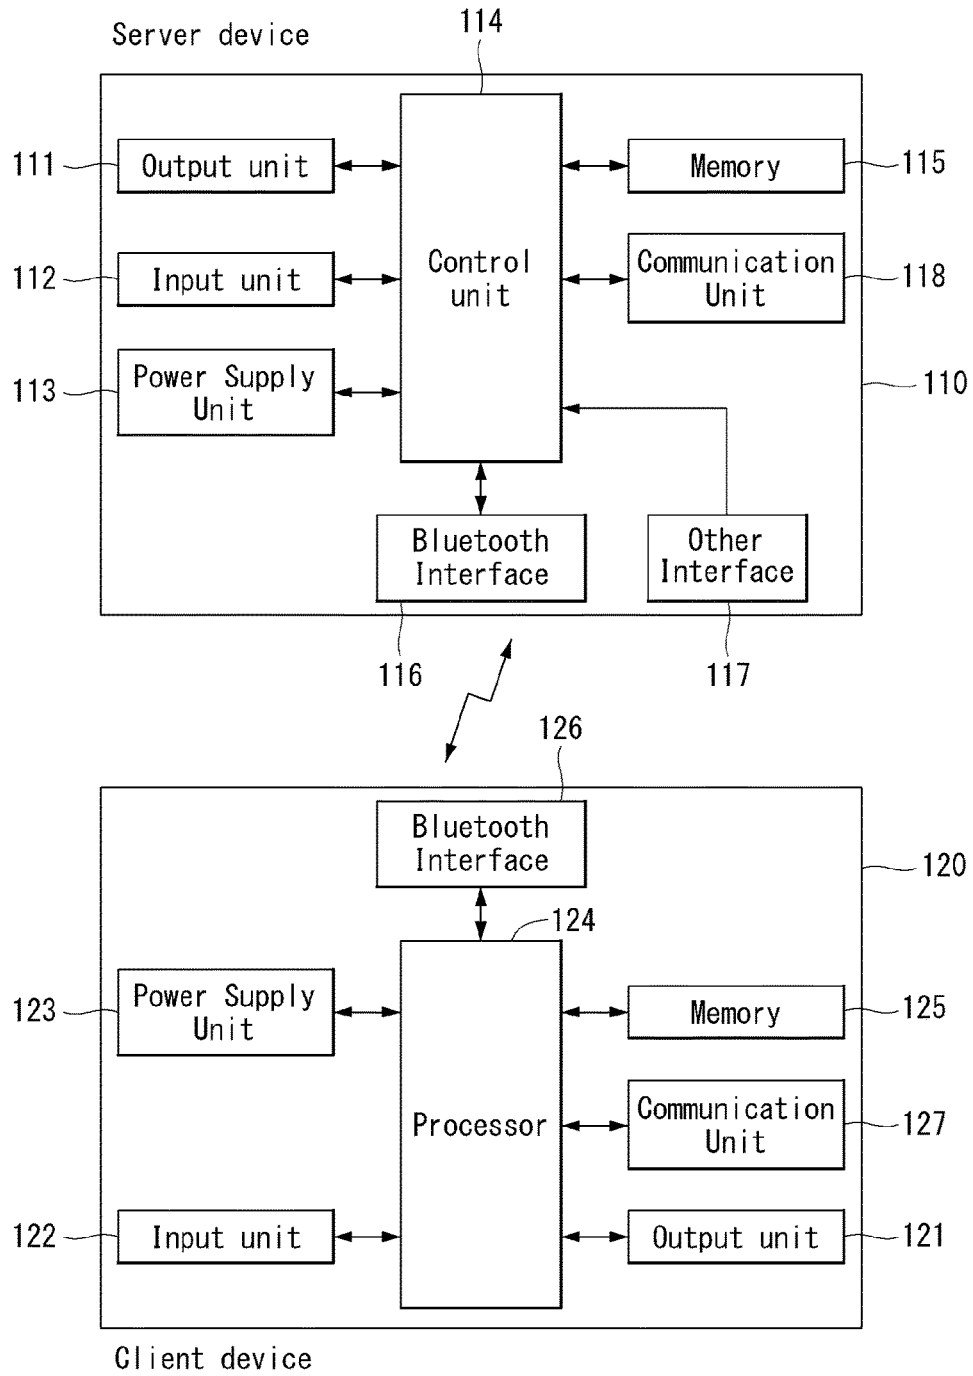 Server device
114
111
Output unit
Memory
115
112
Input unit
Control
unit
Communication
Unit
118
113
Power Supply
Unit
110
Bluetooth
Interface
Other
Interface
116
117
126
Bluetooth
Interface
120
124
123
Power Supply
Unit
Memory
125
Processor
Communication
Unit
127
122
Input unit
Output unit
121
Client device